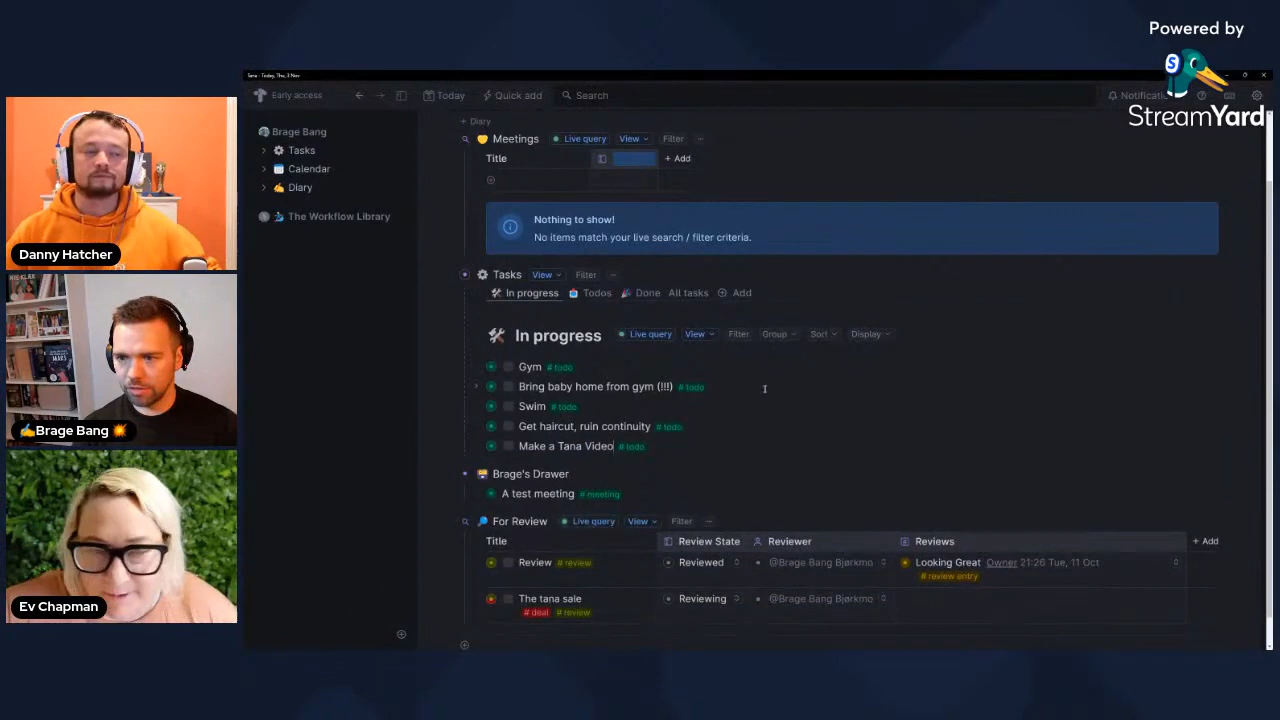 Powered by
StreamYard
Tana - Today, Thu, 3 Nov
Early access
Today
Quick add
Search
Notificatic
Brage Bang
Tasks
Calendar
Diary
The Workflow Library
+ Diary
Meetings Live query View Filter
Title + Add
Nothing to show!
No items match your live search / filter criteria.
Tasks View Filter
In progress Todos Done All tasks Add
In progress Live query View Filter Group Sort Display
Gym # todo
Bring baby home from gym (!!!) # todo
Swim # todo
Get haircut, ruin continuity # todo
Make a Tana Video # todo
Brage's Drawer
A test meeting # meeting
For Review Live query View Filter
Title Review State Reviewer Reviews + Add
Review # review Reviewed @Brage Bang Bjørkmo Looking Great Owner 21:26 Tue, 11 Oct
# review entry
The tana sale Reviewing @Brage Bang Bjørkmo
# deal # review
Danny Hatcher
✍️Brage Bang 💥
Ev Chapman